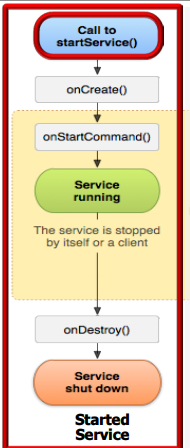 Call to
startService()
onCreate()
onStartCommand()
Service
running
The service is stopped
by itself or a client
onDestroy()
Service
shut down
Started
Service